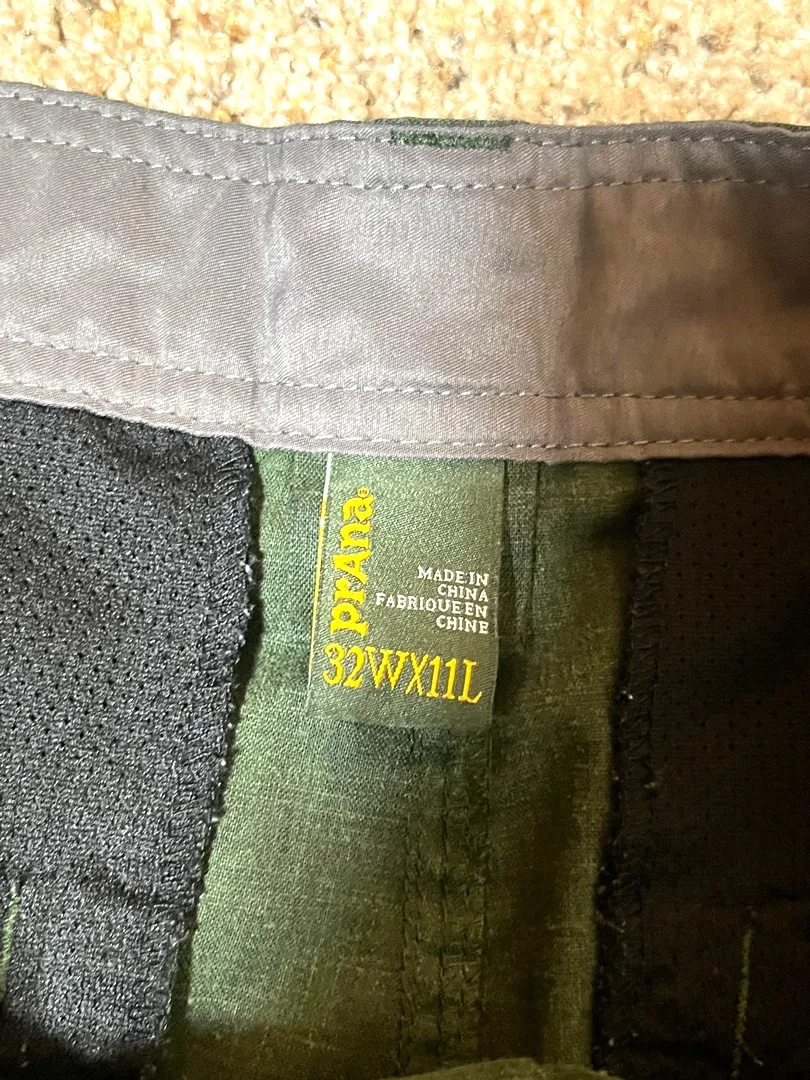 prAna
MADE IN
CHINA
FABRIQUE EN
CHINE
32WX11L